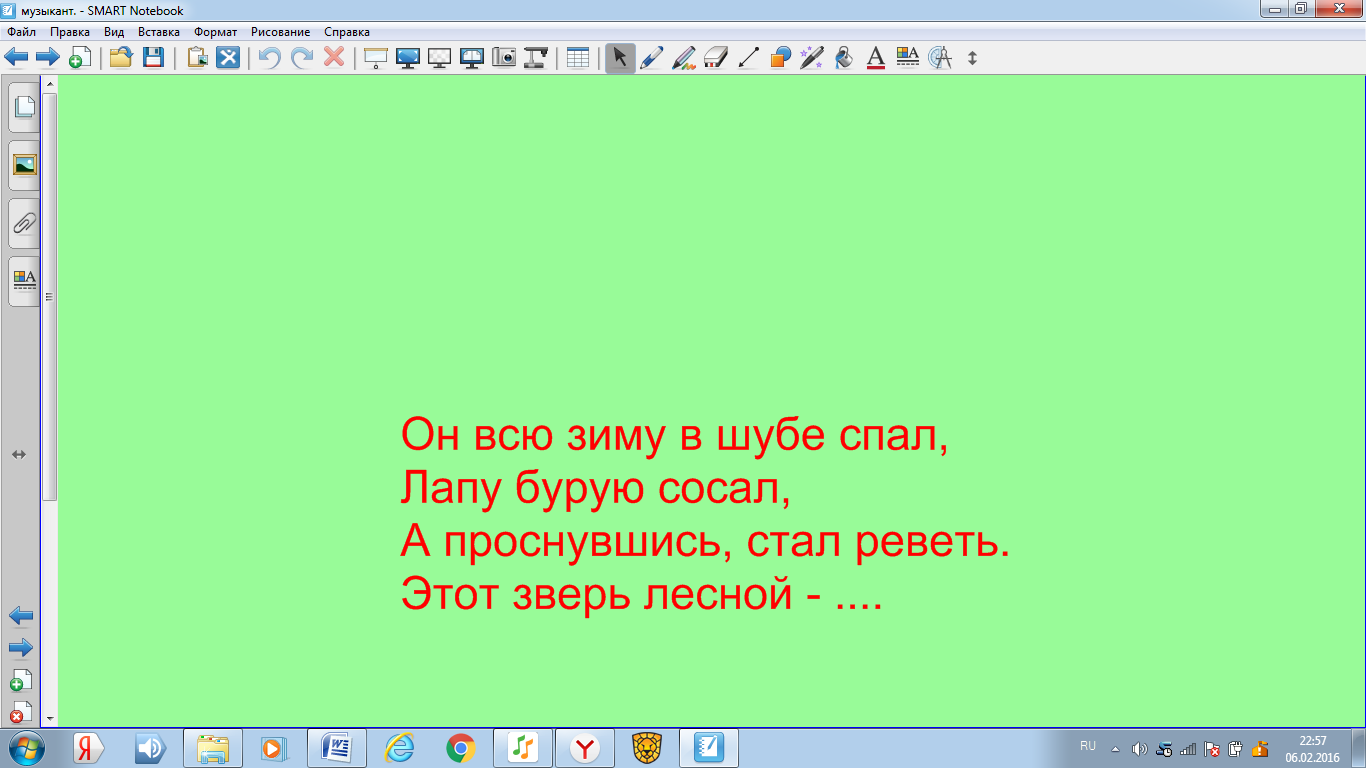 музыкант. - SMART Notebook
Файл Правка Вид Вставка Формат Рисование Справка
Он всю зиму в шубе спал,
Лапу бурую сосал,
А проснувшись, стал реветь.
Этот зверь лесной - ....
RU
22:57
06.02.2016